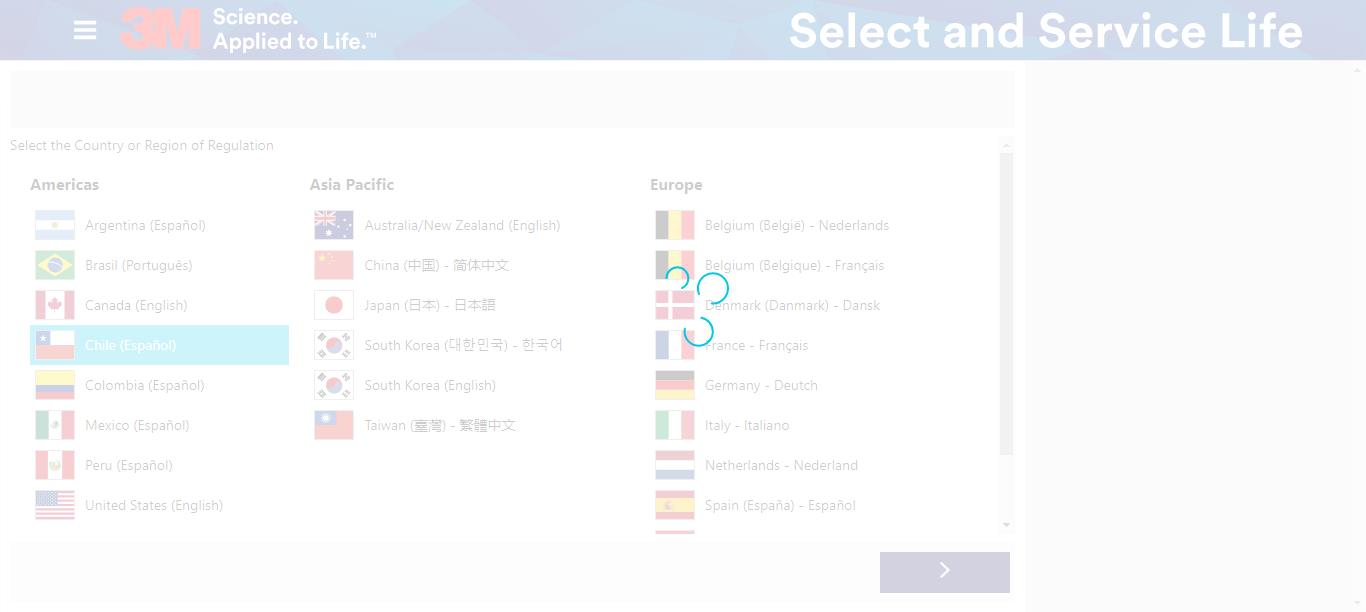 3M Science.
Applied to Life.™
Select and Service Life
Select the Country or Region of Regulation
Americas
Argentina (Español)
Brasil (Português)
Canada (English)
Chile (Español)
Colombia (Español)
Mexico (Español)
Peru (Español)
United States (English)
Asia Pacific
Australia/New Zealand (English)
China (中国) - 简体中文
Japan (日本) - 日本語
South Korea (대한민국) - 한국어
South Korea (English)
Taiwan (臺灣) - 繁體中文
Europe
Belgium (België) - Nederlands
Belgium (Belgique) - Français
Denmark (Danmark) - Dansk
France - Français
Germany - Deutch
Italy - Italiano
Netherlands - Nederland
Spain (España) - Español